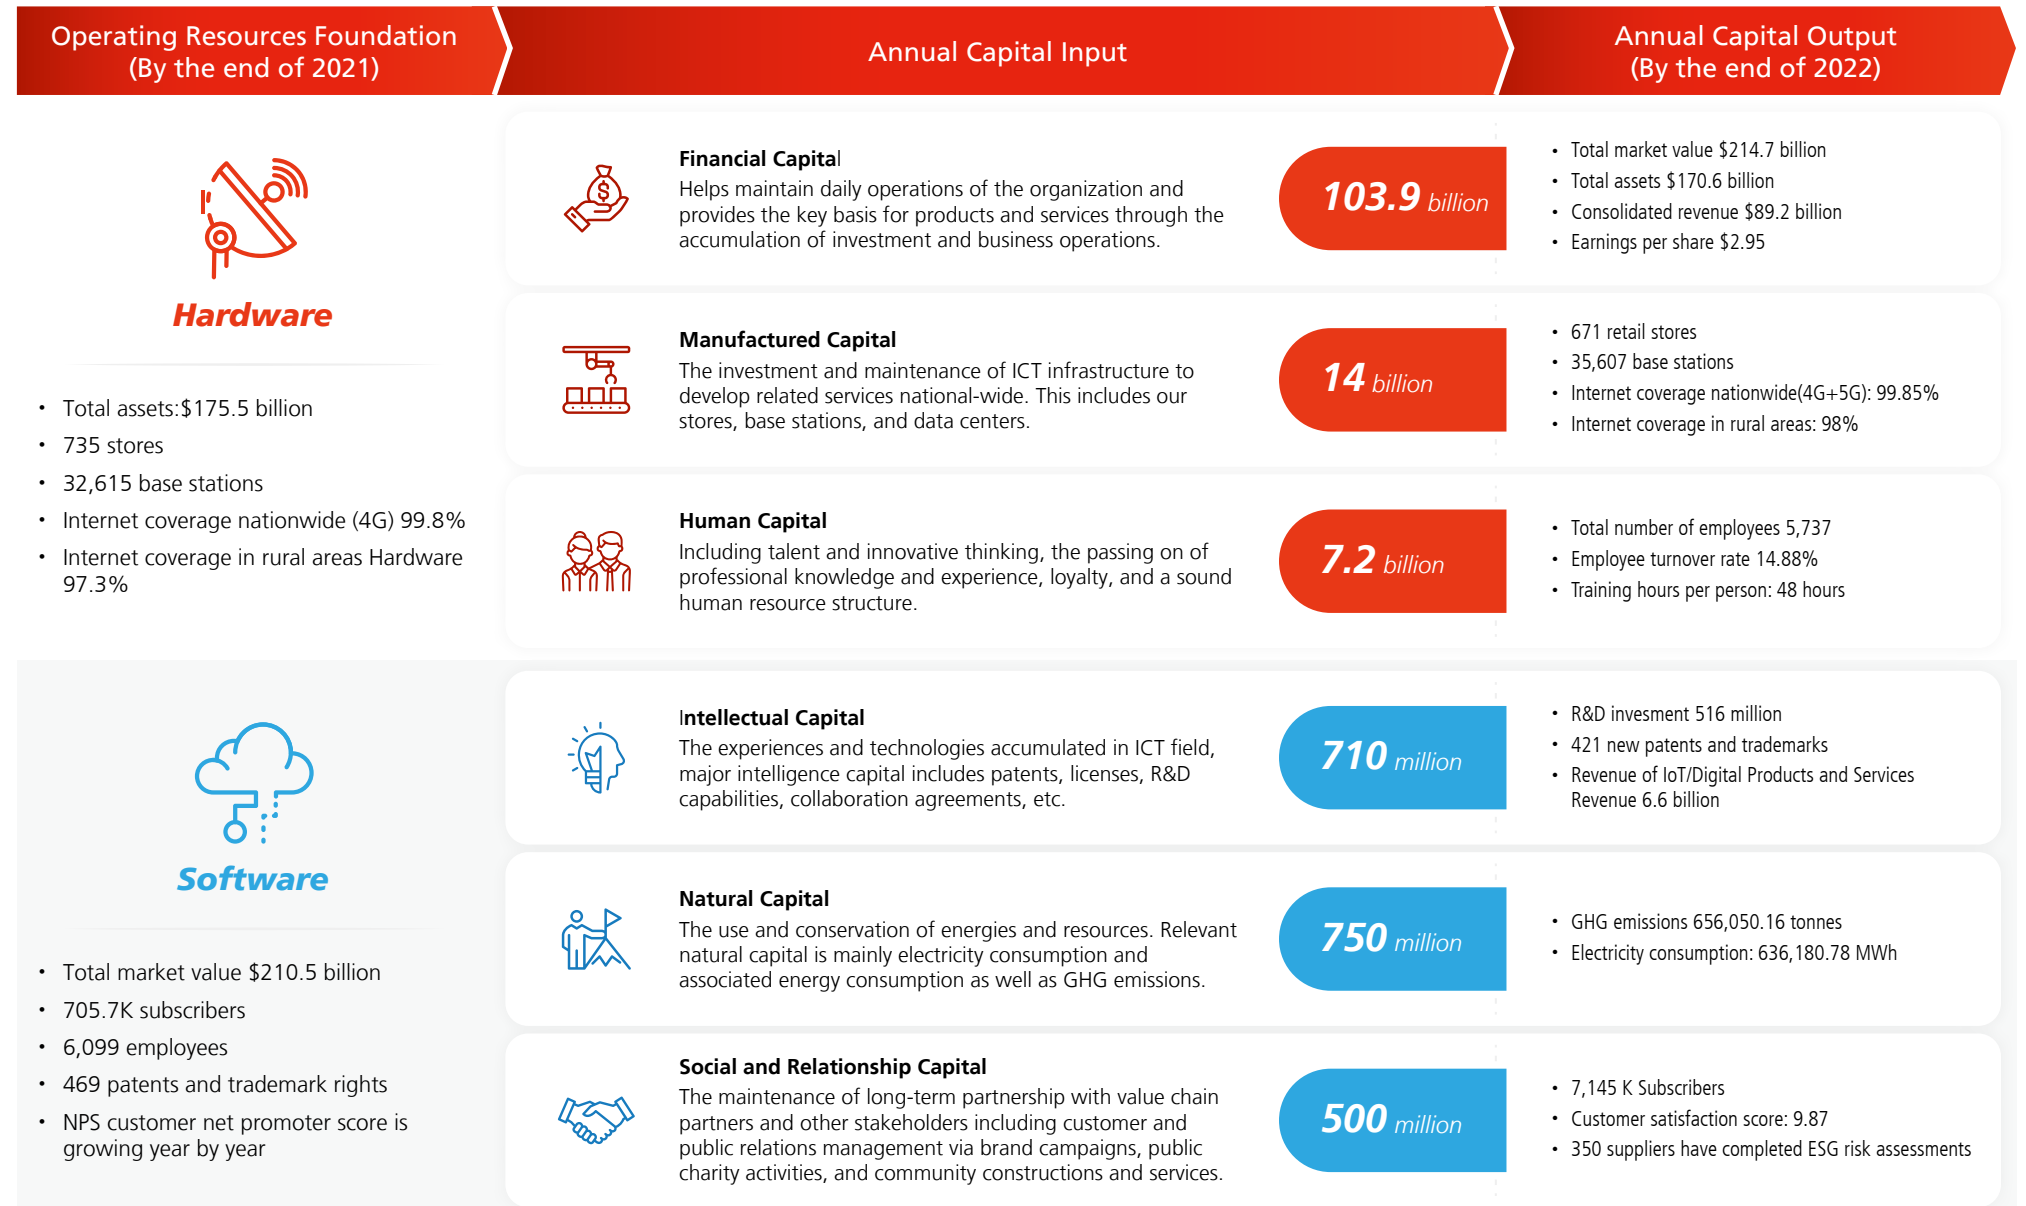 Operating Resources Foundation
(By the end of 2021)
Annual Capital Input
Annual Capital Output
(By the end of 2022)
Hardware
• Total assets:$175.5 billion
• 735 stores
• 32,615 base stations
• Internet coverage nationwide (4G) 99.8%
• Internet coverage in rural areas Hardware
97.3%
Financial Capital
Helps maintain daily operations of the organization and
provides the key basis for products and services through the
accumulation of investment and business operations.
103.9 billion
• Total market value $214.7 billion
• Total assets $170.6 billion
• Consolidated revenue $89.2 billion
• Earnings per share $2.95
Manufactured Capital
The investment and maintenance of ICT infrastructure to
develop related services national-wide. This includes our
stores, base stations, and data centers.
14 billion
• 671 retail stores
• 35,607 base stations
• Internet coverage nationwide(4G+5G): 99.85%
• Internet coverage in rural areas: 98%
Human Capital
Including talent and innovative thinking, the passing on of
professional knowledge and experience, loyalty, and a sound
human resource structure.
7.2 billion
• Total number of employees 5,737
• Employee turnover rate 14.88%
• Training hours per person: 48 hours
Software
• Total market value $210.5 billion
• 705.7K subscribers
• 6,099 employees
• 469 patents and trademark rights
• NPS customer net promoter score is
growing year by year
Intellectual Capital
The experiences and technologies accumulated in ICT field,
major intelligence capital includes patents, licenses, R&D
capabilities, collaboration agreements, etc.
710 million
• R&D invesment 516 million
• 421 new patents and trademarks
• Revenue of IoT/Digital Products and Services
Revenue 6.6 billion
Natural Capital
The use and conservation of energies and resources. Relevant
natural capital is mainly electricity consumption and
associated energy consumption as well as GHG emissions.
750 million
• GHG emissions 656,050.16 tonnes
• Electricity consumption: 636,180.78 MWh
Social and Relationship Capital
The maintenance of long-term partnership with value chain
partners and other stakeholders including customer and
public relations management via brand campaigns, public
charity activities, and community constructions and services.
500 million
• 7,145 K Subscribers
• Customer satisfaction score: 9.87
• 350 suppliers have completed ESG risk assessments